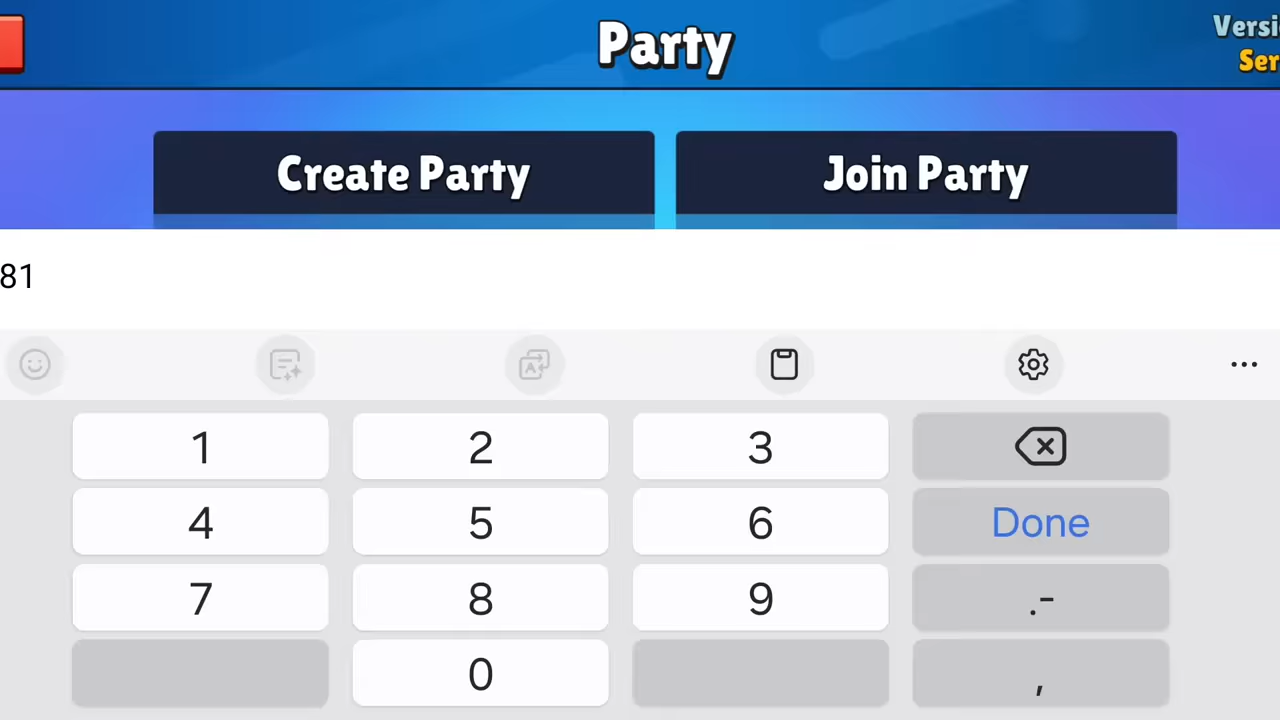 Party
Versi
Ser
Create Party
Join Party
81
1 2 3
4 5 6 Done
7 8 9 .-
0 ,